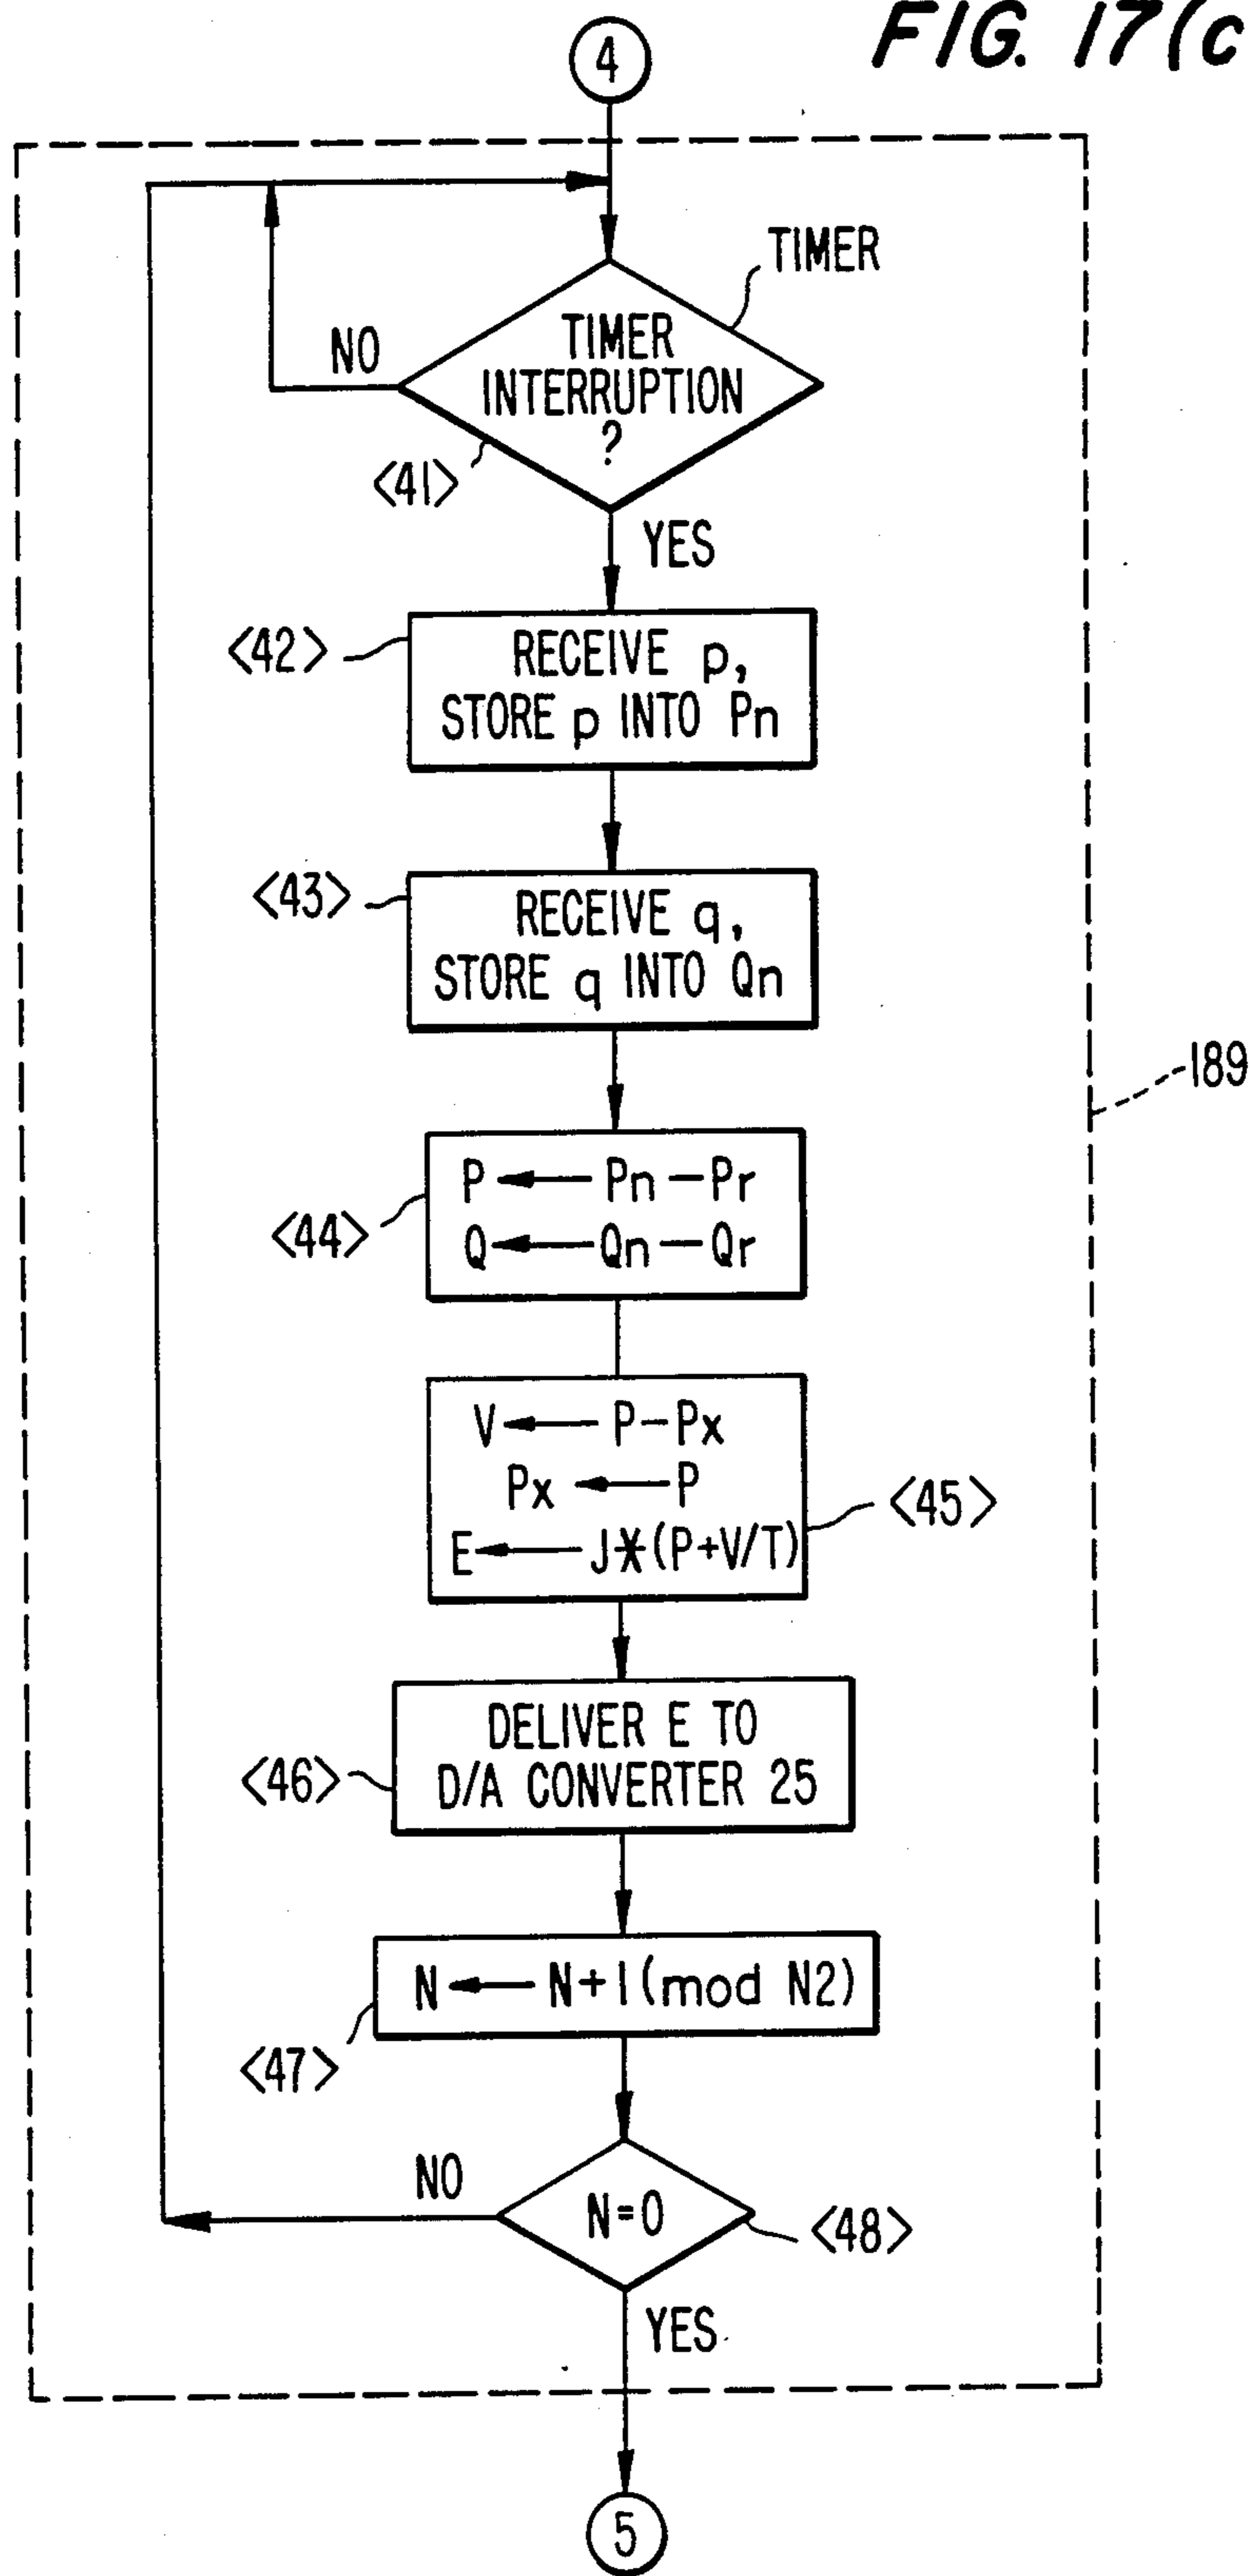 FIG. 17(c
4
TIMER
TIMER
INTERRUPTION
?
NO
<41>
YES
<42>
RECEIVE p,
STORE p INTO Pn
<43>
RECEIVE q,
STORE q INTO Qn
189
P ← Pn - Pr
Q ← Qn - Qr
<44>
V ← P - Px
Px ← P
E ← J*(P+V/T)
<45>
DELIVER E TO
D/A CONVERTER 25
<46>
N ← N+1(mod N2)
<47>
NO
N=0
<48>
YES
5